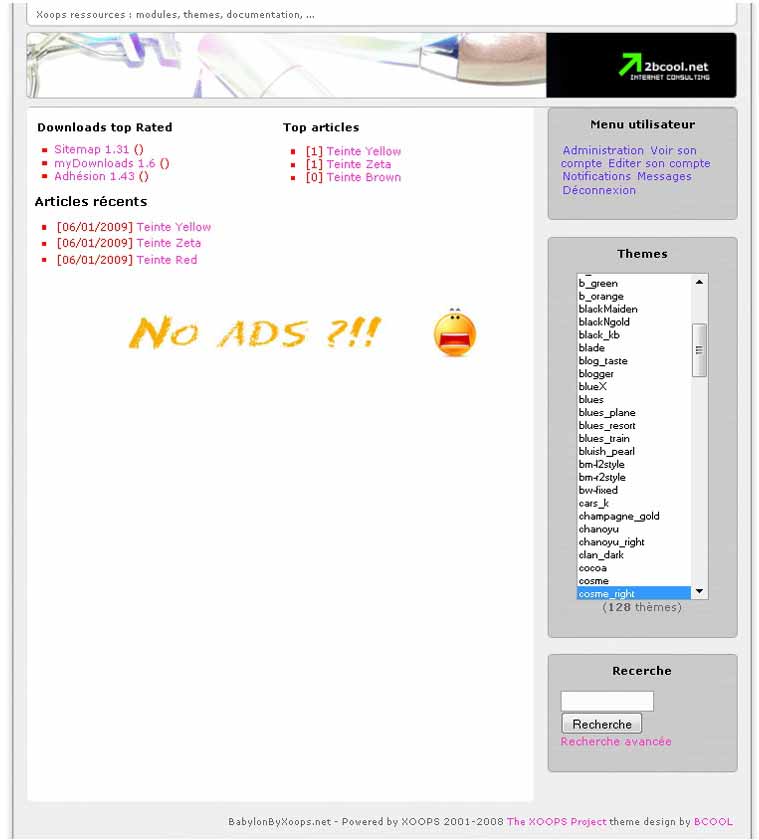 Xoops ressources : modules, themes, documentation, ...
2bcool.net
INTERNET CONSULTING
Downloads top Rated
Sitemap 1.31 ()
myDownloads 1.6 ()
Adhésion 1.43 ()
Top articles
[1] Teinte Yellow
[1] Teinte Zeta
[0] Teinte Brown
Articles récents
[06/01/2009] Teinte Yellow
[06/01/2009] Teinte Zeta
[06/01/2009] Teinte Red
No ADS ?!!
Menu utilisateur
Administration Voir son
compte Editer son compte
Notifications Messages
Déconnexion
Themes
b_green
b_orange
blackMaiden
blackNgold
black_kb
blade
blog_taste
blogger
blueX
blues
blues_plane
blues_resort
blues_train
bluish_pearl
bm-l2style
bm-r2style
bw-fixed
cars_k
champagne_gold
chanoyu
chanoyu_right
clan_dark
cocoa
cosme
cosme_right
(128 thèmes)
Recerche
Recherche
Recherche avancée
BabylonByXoops.net - Powered by XOOPS 2001-2008 The XOOPS Project theme design by BCOOL